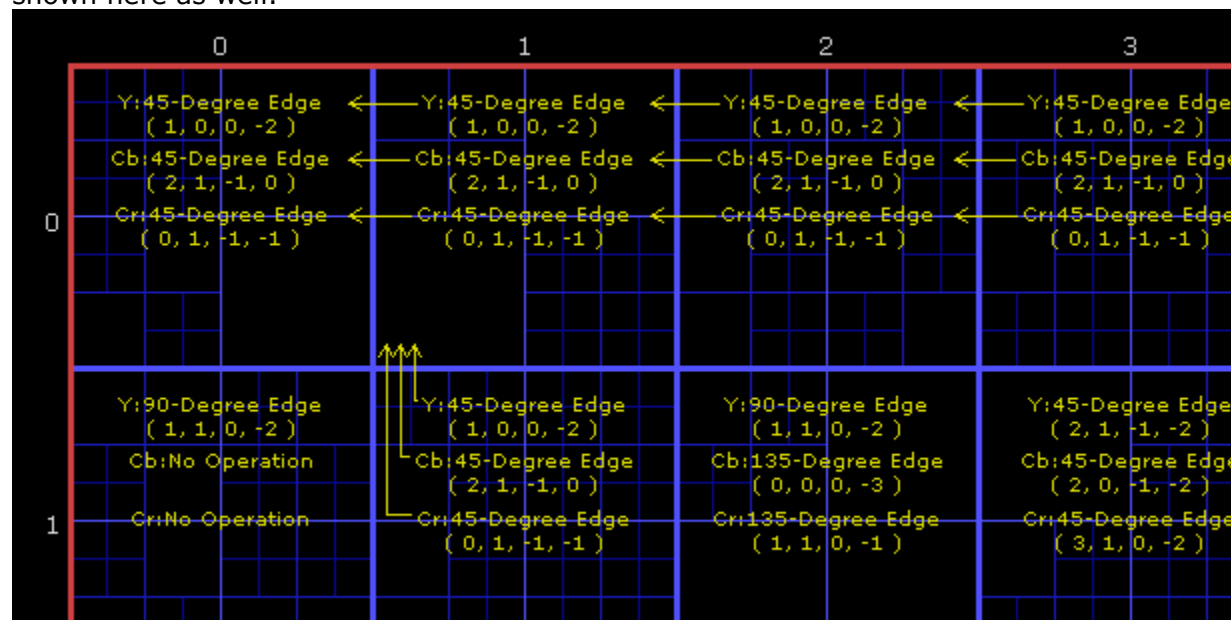 shown here as well.
0 1 2 3
Y:45-Degree Edge Y:45-Degree Edge Y:45-Degree Edge Y:45-Degree Edge
( 1, 0, 0, -2 ) ( 1, 0, 0, -2 ) ( 1, 0, 0, -2 ) ( 1, 0, 0, -2 )
Cb:45-Degree Edge Cb:45-Degree Edge Cb:45-Degree Edge Cb:45-Degree Edge
( 2, 1, -1, 0 ) ( 2, 1, -1, 0 ) ( 2, 1, -1, 0 ) ( 2, 1, -1, 0 )
0 Cr:45-Degree Edge Cr:45-Degree Edge Cr:45-Degree Edge Cr:45-Degree Edge
( 0, 1, -1, -1 ) ( 0, 1, -1, -1 ) ( 0, 1, -1, -1 ) ( 0, 1, -1, -1 )
Y:90-Degree Edge Y:45-Degree Edge Y:90-Degree Edge Y:45-Degree Edge
( 1, 1, 0, -2 ) ( 1, 0, 0, -2 ) ( 1, 1, 0, -2 ) ( 2, 1, -1, -2 )
Cb:No Operation Cb:45-Degree Edge Cb:135-Degree Edge Cb:45-Degree Edge
( 2, 1, -1, 0 ) ( 0, 0, 0, -3 ) ( 2, 0, -1, -2 )
1 Cr:No Operation Cr:45-Degree Edge Cr:135-Degree Edge Cr:45-Degree Edge
( 0, 1, -1, -1 ) ( 1, 1, 0, -1 ) ( 3, 1, 0, -2 )